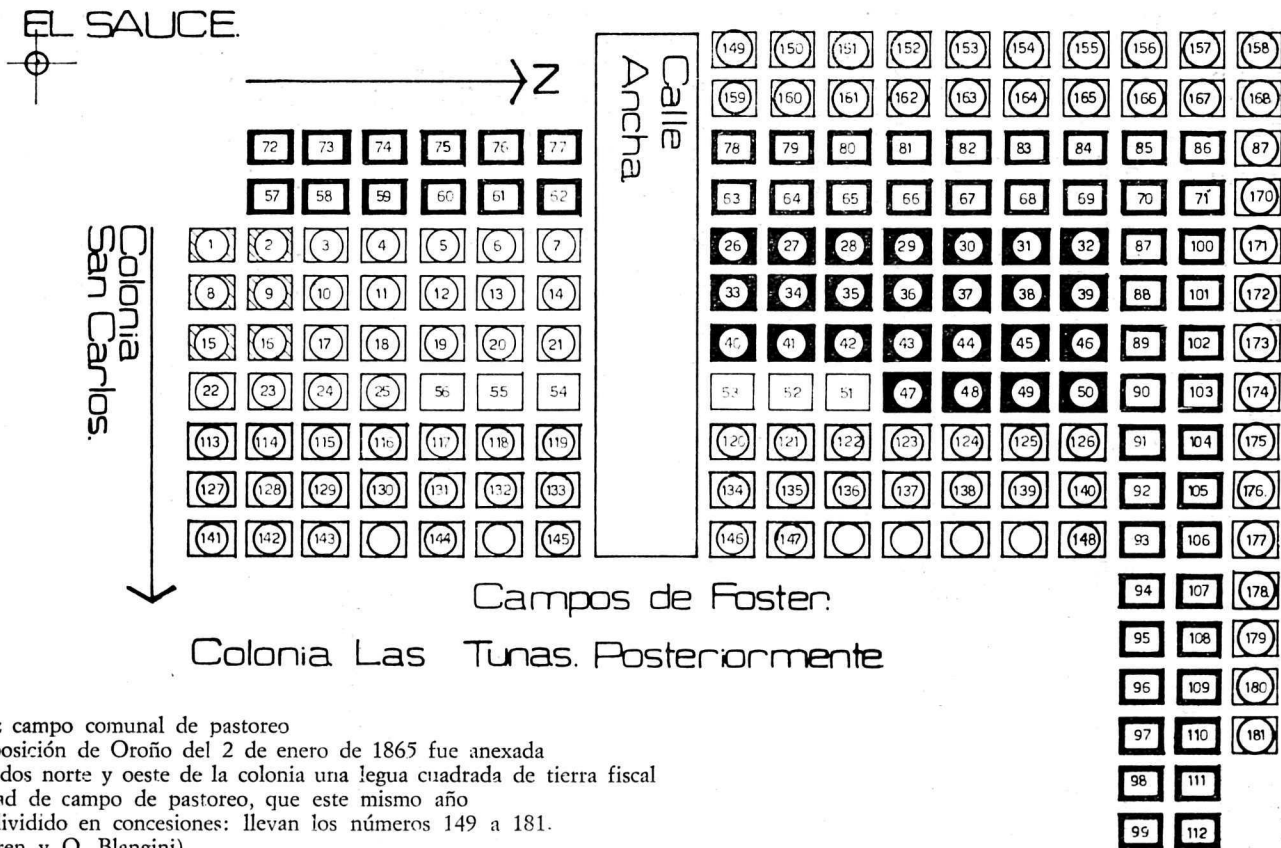 EL SAUCE.
Z
Calle
Ancha
149 150 151 152 153 154 155 156 157 158
159 160 161 162 163 164 165 166 167 168
72 73 74 75 76 77 78 79 80 81 82 83 84 85 86 87
57 58 59 60 61 62 63 64 65 66 67 68 69 70 71 170
Colonia
San Carlos.
1 2 3 4 5 6 7 26 27 28 29 30 31 32 87 100 171
8 9 10 11 12 13 14 33 34 35 36 37 38 39 88 101 172
15 16 17 18 19 20 21 40 41 42 43 44 45 46 89 102 173
22 23 24 25 56 55 54 53 52 51 47 48 49 50 90 103 174
113 114 115 116 117 118 119 120 121 122 123 124 125 126 91 104 175
127 128 129 130 131 132 133 134 135 136 137 138 139 140 92 105 176.
141 142 143 144 145 146 147 148 93 106 177
Campos de Foster.
94 107 178
Colonia Las Tunas. Posteriormente
95 108 179
96 109 180
97 110 181
98 111
99 112
campo comunal de pastoreo
posición de Oroño del 2 de enero de 1865 fue anexada
dos norte y oeste de la colonia una legua cuadrada de tierra fiscal
ad de campo de pastoreo, que este mismo año
ividido en concesiones: llevan los números 149 a 181.
ren y O. Blangini)